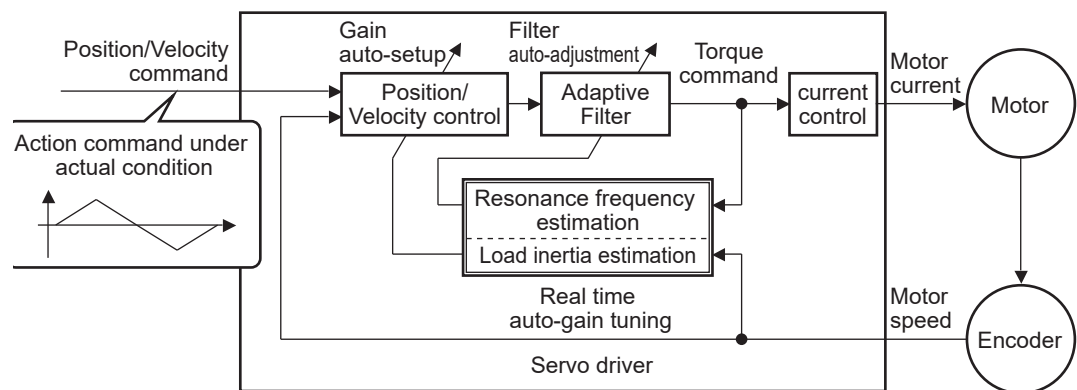 Position/Velocity
command
Action command under
actual condition
Gain
auto-setup
Filter
auto-adjustment
Position/
Velocity control
Adaptive
Filter
Torque
command
current
control
Motor
current
Motor
Resonance frequency
estimation
Load inertia estimation
Real time
auto-gain tuning
Servo driver
Motor
speed
Encoder